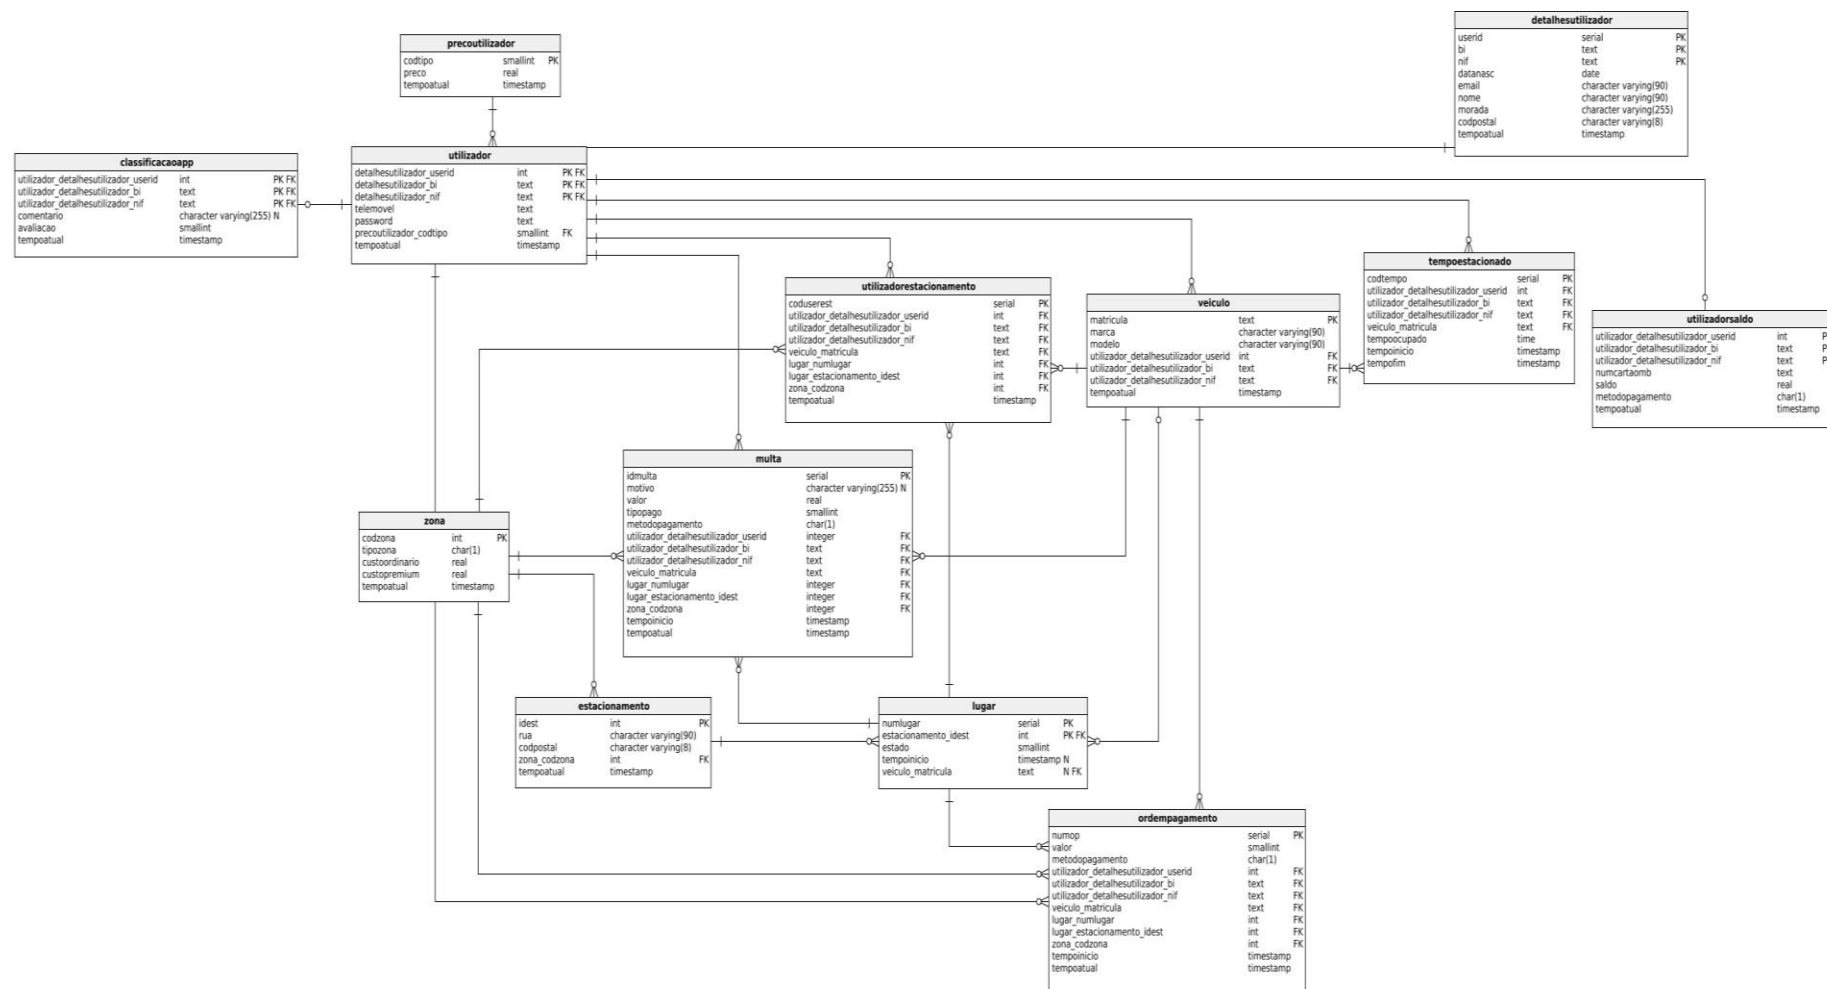 detalhesutilizador
userid serial PK
bi text PK
nif text PK
datanasc date
email character varying(90)
nome character varying(90)
morada character varying(255)
codpostal character varying(8)
tempoatual timestamp
precoutilizador
codtipo smallint PK
preco real
tempoatual timestamp
classificacaoapp
utilizador_detalhesutilizador_userid int PK FK
utilizador_detalhesutilizador_bi text PK FK
utilizador_detalhesutilizador_nif text PK FK
comentario character varying(255) N
avaliacao smallint
tempoatual timestamp
utilizador
detalhesutilizador_userid int PK FK
detalhesutilizador_bi text PK FK
detalhesutilizador_nif text PK FK
telemovel text
password text
precoutilizador_codtipo smallint FK
tempoatual timestamp
utilizadorestacionamento
coduserest serial PK
utilizador_detalhesutilizador_userid int FK
utilizador_detalhesutilizador_bi text FK
utilizador_detalhesutilizador_nif text FK
veiculo_matricula text FK
lugar_numlugar int FK
lugar_estacionamento_idest int FK
zona_codzona int FK
tempoatual timestamp
veiculo
matricula text PK
marca character varying(90)
modelo character varying(90)
utilizador_detalhesutilizador_userid int FK
utilizador_detalhesutilizador_bi text FK
utilizador_detalhesutilizador_nif text FK
tempoatual timestamp
tempoestacionado
codtempo serial PK
utilizador_detalhesutilizador_userid int FK
utilizador_detalhesutilizador_bi text FK
utilizador_detalhesutilizador_nif text FK
veiculo_matricula text FK
tempoocupado time
tempoinicio timestamp
tempofim timestamp
utilizadorsaldo
utilizador_detalhesutilizador_userid int P
utilizador_detalhesutilizador_bi text P
utilizador_detalhesutilizador_nif text P
numcartaomb text
saldo real
metodopagamento char(1)
tempoatual timestamp
multa
idmulta serial PK
motivo character varying(255) N
valor real
tipopago smallint
metodopagamento char(1)
utilizador_detalhesutilizador_userid integer FK
utilizador_detalhesutilizador_bi text FK
utilizador_detalhesutilizador_nif text FK
veiculo_matricula text FK
lugar_numlugar integer FK
lugar_estacionamento_idest integer FK
zona_codzona integer FK
tempoinicio timestamp
tempoatual timestamp
zona
codzona int PK
tipozona char(1)
custoordinario real
custopremium real
tempoatual timestamp
estacionamento
idest int PK
rua character varying(90)
codpostal character varying(8)
zona_codzona int FK
tempoatual timestamp
lugar
numlugar serial PK
estacionamento_idest int PK FK
estado smallint
tempoinicio timestamp N
veiculo_matricula text N FK
ordempagamento
numop serial PK
valor smallint
metodopagamento char(1)
utilizador_detalhesutilizador_userid int FK
utilizador_detalhesutilizador_bi text FK
utilizador_detalhesutilizador_nif text FK
veiculo_matricula text FK
lugar_numlugar int FK
lugar_estacionamento_idest int FK
zona_codzona int FK
tempoinicio timestamp
tempoatual timestamp